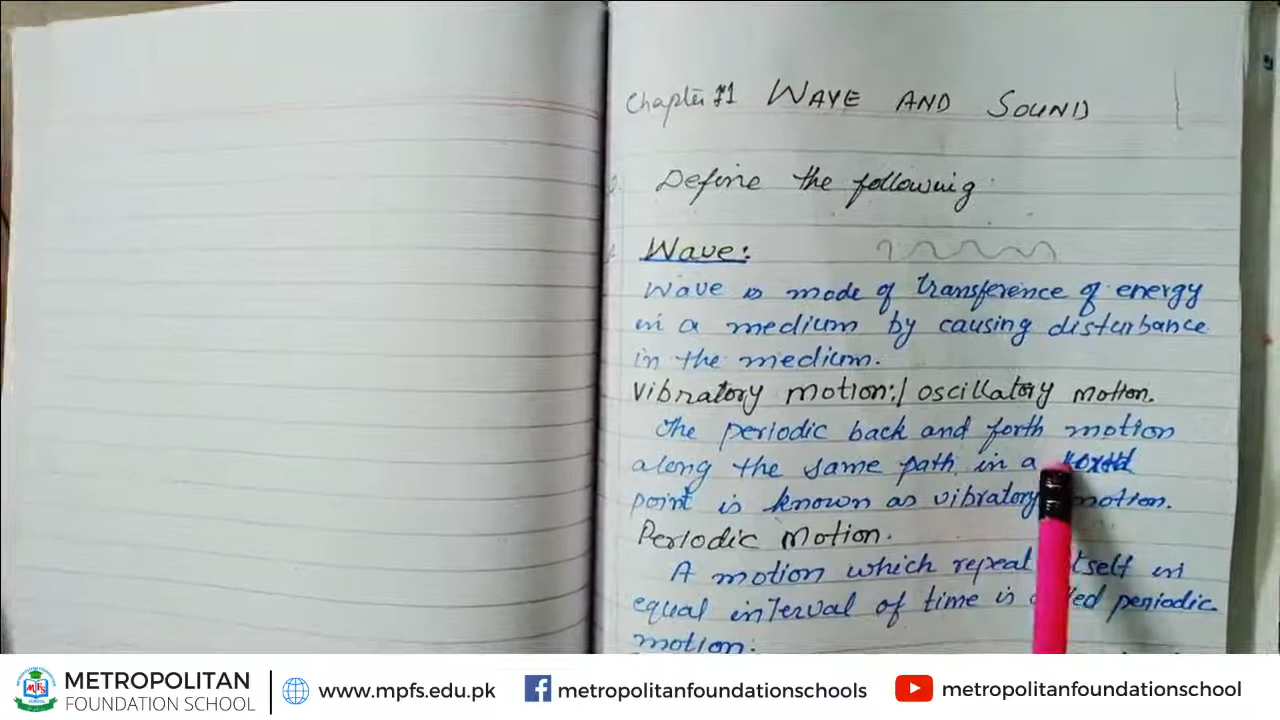 Chapter #1 WAVE AND SOUND
Define the following
Wave:
Wave is mode of transference of energy
in a medium by causing disturbance
in the medium.
Vibratory motion:/ oscillatory motion.
The periodic back and forth motion
along the same path in a
point is known as vibratory motion.
Periodic Motion.
A motion which repeat itself in
equal interval of time is called periodic
motion:
METROPOLITAN
FOUNDATION SCHOOL
www.mpfs.edu.pk
metropolitanfoundationschools
metropolitanfoundationschool